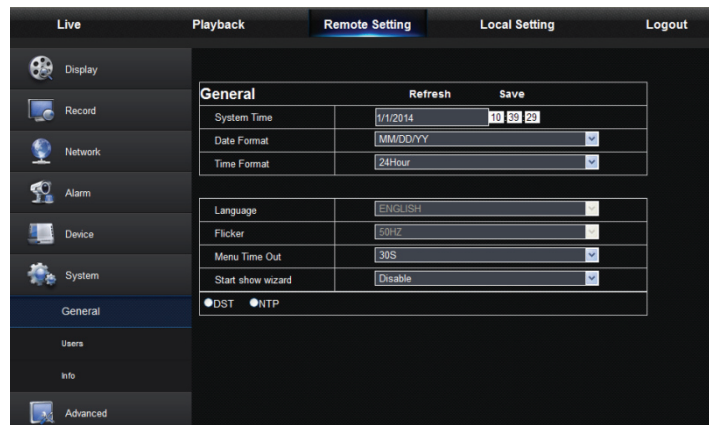 Live Playback Remote Setting Local Setting Logout
Display
Record
Network
Alarm
Device
System
General
Users
Info
Advanced
General Refresh Save
System Time 1/1/2014 10:39:29
Date Format MM/DD/YY
Time Format 24Hour
Language ENGLISH
Flicker 50HZ
Menu Time Out 30S
Start show wizard Disable
DST NTP